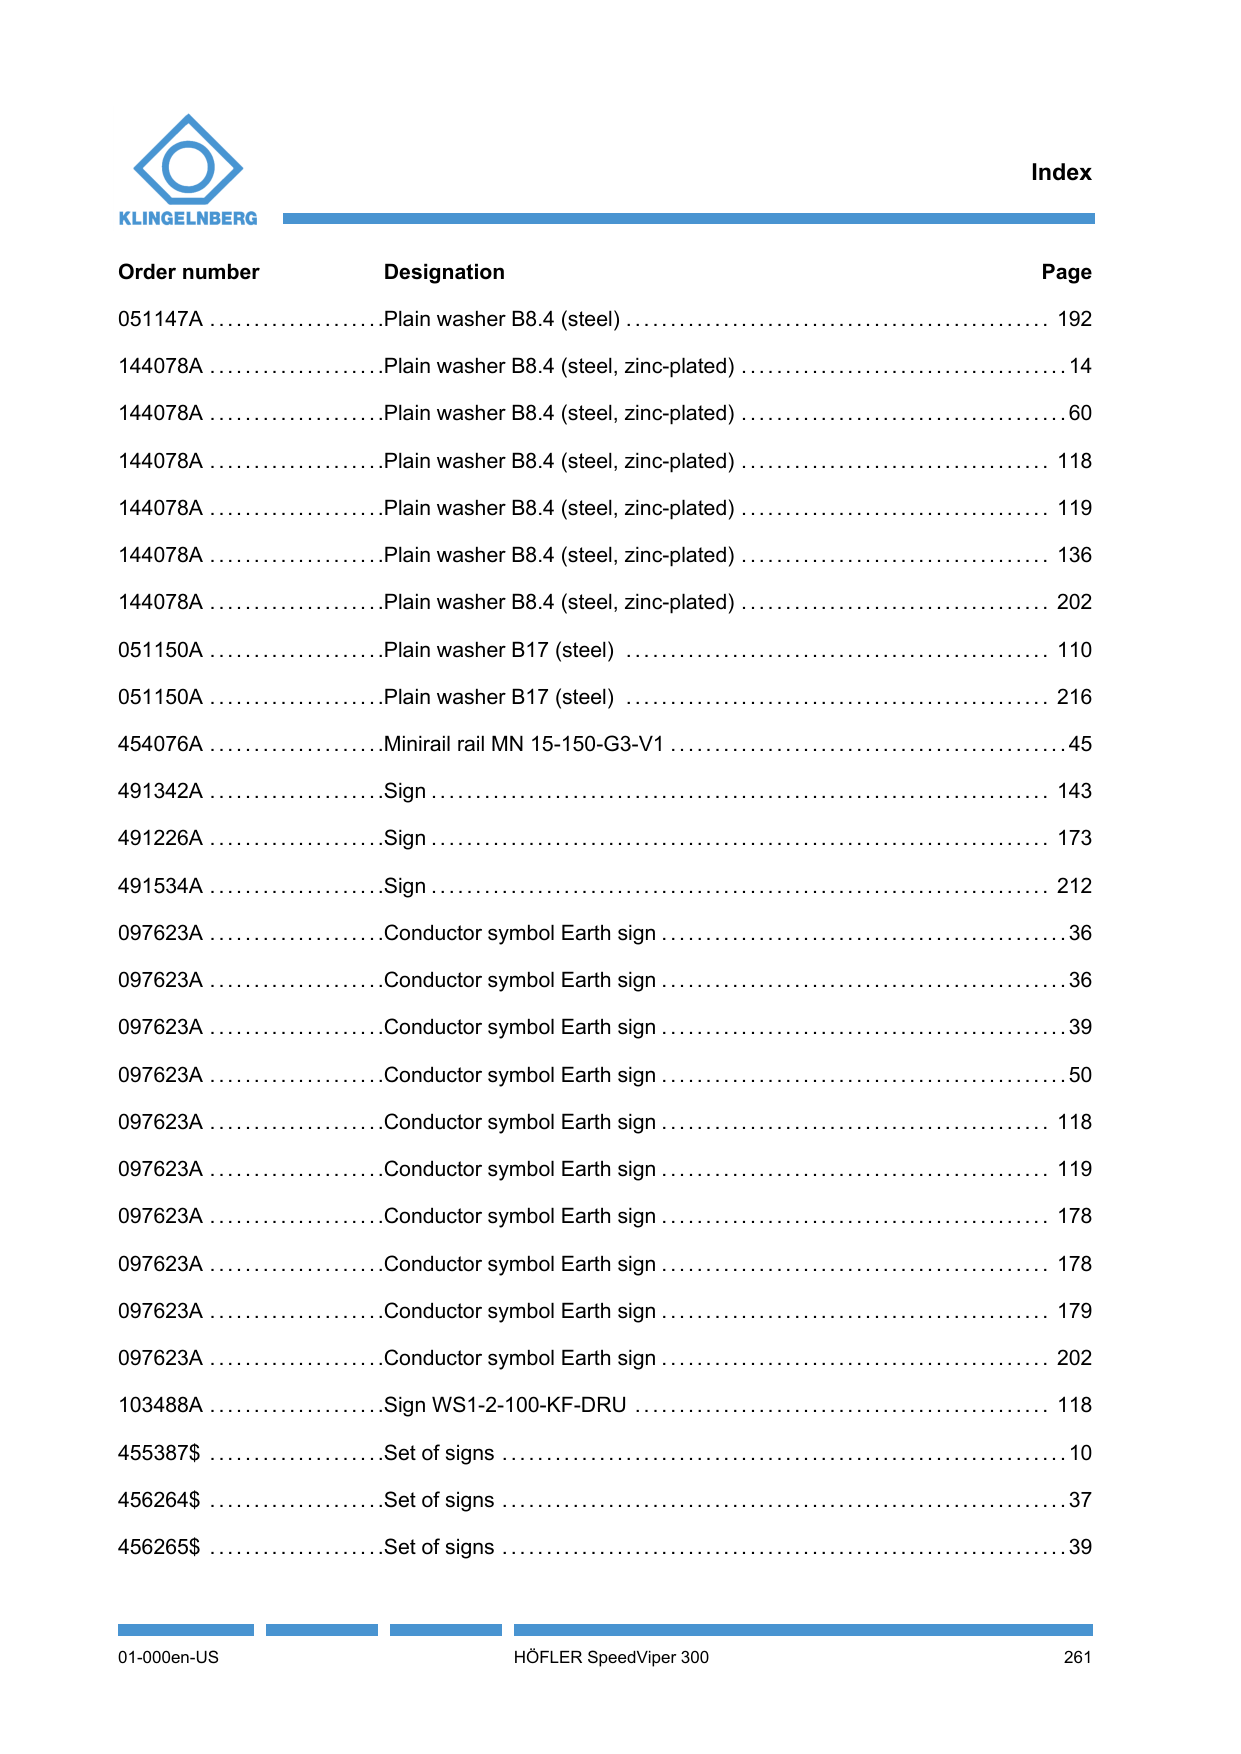 KLINGELNBERG
Index
Order number Designation Page
051147A ....................Plain washer B8.4 (steel) ................................................ 192
144078A ....................Plain washer B8.4 (steel, zinc-plated) .....................................14
144078A ....................Plain washer B8.4 (steel, zinc-plated) .....................................60
144078A ....................Plain washer B8.4 (steel, zinc-plated) ................................... 118
144078A ....................Plain washer B8.4 (steel, zinc-plated) ................................... 119
144078A ....................Plain washer B8.4 (steel, zinc-plated) ................................... 136
144078A ....................Plain washer B8.4 (steel, zinc-plated) ................................... 202
051150A ....................Plain washer B17 (steel) ................................................ 110
051150A ....................Plain washer B17 (steel) ................................................ 216
454076A ....................Minirail rail MN 15-150-G3-V1 .............................................45
491342A ....................Sign ...................................................................... 143
491226A ....................Sign ...................................................................... 173
491534A ....................Sign ...................................................................... 212
097623A ....................Conductor symbol Earth sign ..............................................36
097623A ....................Conductor symbol Earth sign ..............................................36
097623A ....................Conductor symbol Earth sign ..............................................39
097623A ....................Conductor symbol Earth sign ..............................................50
097623A ....................Conductor symbol Earth sign ............................................ 118
097623A ....................Conductor symbol Earth sign ............................................ 119
097623A ....................Conductor symbol Earth sign ............................................ 178
097623A ....................Conductor symbol Earth sign ............................................ 178
097623A ....................Conductor symbol Earth sign ............................................ 179
097623A ....................Conductor symbol Earth sign ............................................ 202
103488A ....................Sign WS1-2-100-KF-DRU ............................................... 118
455387$ ....................Set of signs ................................................................10
456264$ ....................Set of signs ................................................................37
456265$ ....................Set of signs ................................................................39
01-000en-US HÖFLER SpeedViper 300 261